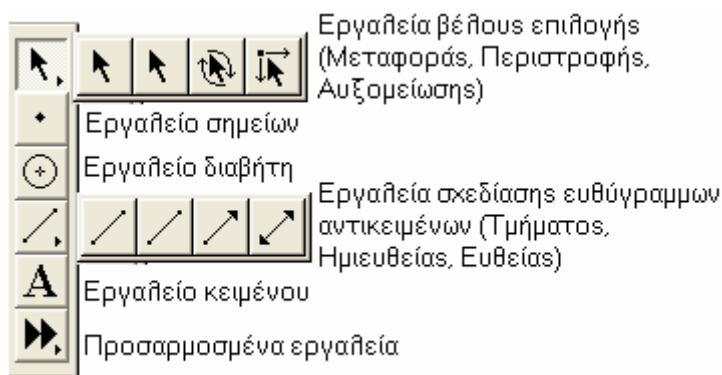 Εργαλεία βέλους επιλογής
(Μεταφοράς, Περιστροφής,
Αυξομείωσης)
Εργαλείο σημείων
Εργαλείο διαβήτη
Εργαλεία σχεδίασης ευθύγραμμων
αντικειμένων (Τμήματος,
Ημιευθείας, Ευθείας)
A
Εργαλείο κειμένου
Προσαρμοσμένα εργαλεία